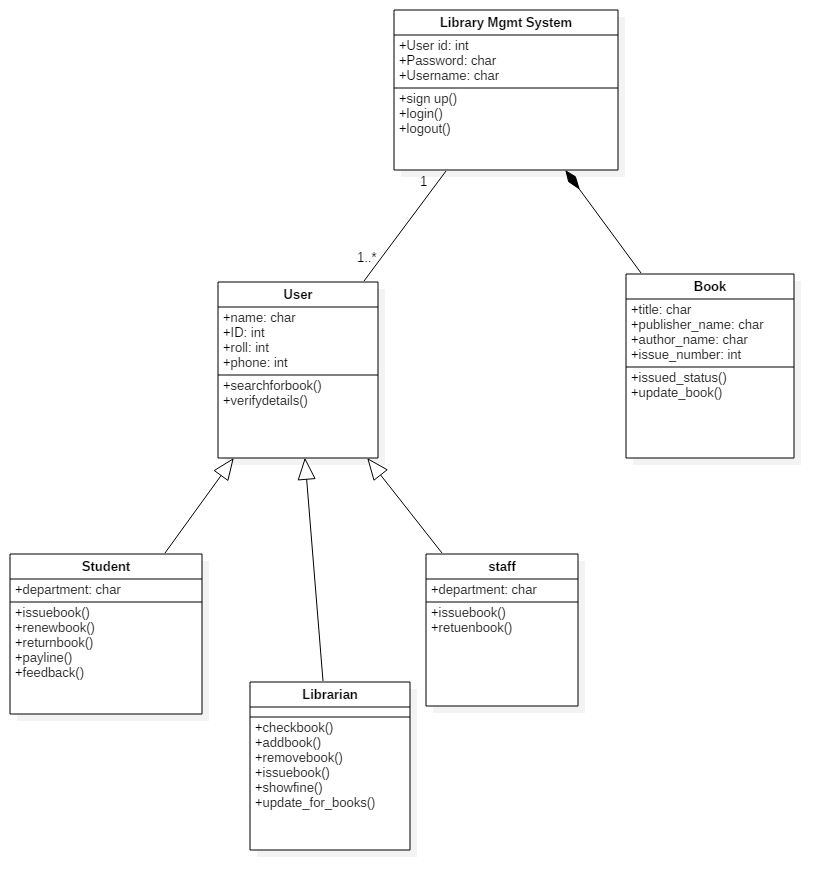 Library Mgmt System
+User id: int
+Password: char
+Username: char
+sign up()
+login()
+logout()
1
1..*
User
+name: char
+ID: int
+roll: int
+phone: int
+searchforbook()
+verifydetails()
Book
+title: char
+publisher_name: char
+author_name: char
+issue_number: int
+issued_status()
+update_book()
Student
+department: char
+issuebook()
+renewbook()
+returnbook()
+payline()
+feedback()
Librarian
+checkbook()
+addbook()
+removebook()
+issuebook()
+showfine()
+update_for_books()
staff
+department: char
+issuebook()
+retuenbook()